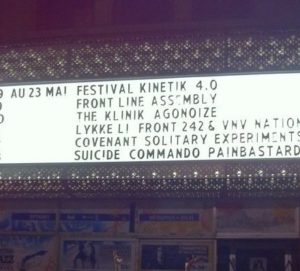 9 AU 23 MAI FESTIVAL KINETIK 4.0
FRONT LINE ASSEMBLY
THE KLINIK AGONOIZE
LYKKE LI FRONT 242 & VNV NATION
COVENANT SOLITARY EXPERIMENTS
SUICIDE COMMANDO PAINBASTARD